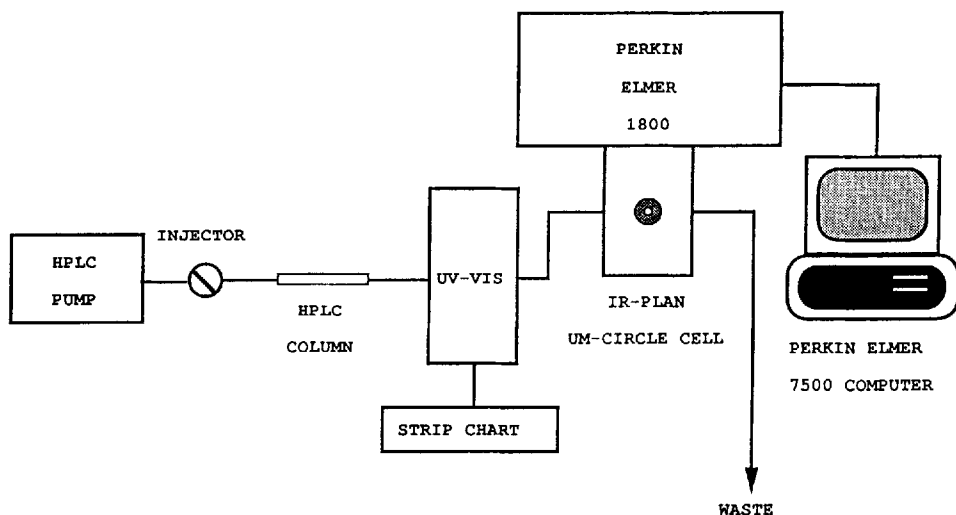 PERKIN
ELMER
1800
INJECTOR
HPLC
PUMP
UV-VIS
HPLC
COLUMN
IR-PLAN
UM-CIRCLE CELL
PERKIN ELMER
7500 COMPUTER
STRIP CHART
WASTE